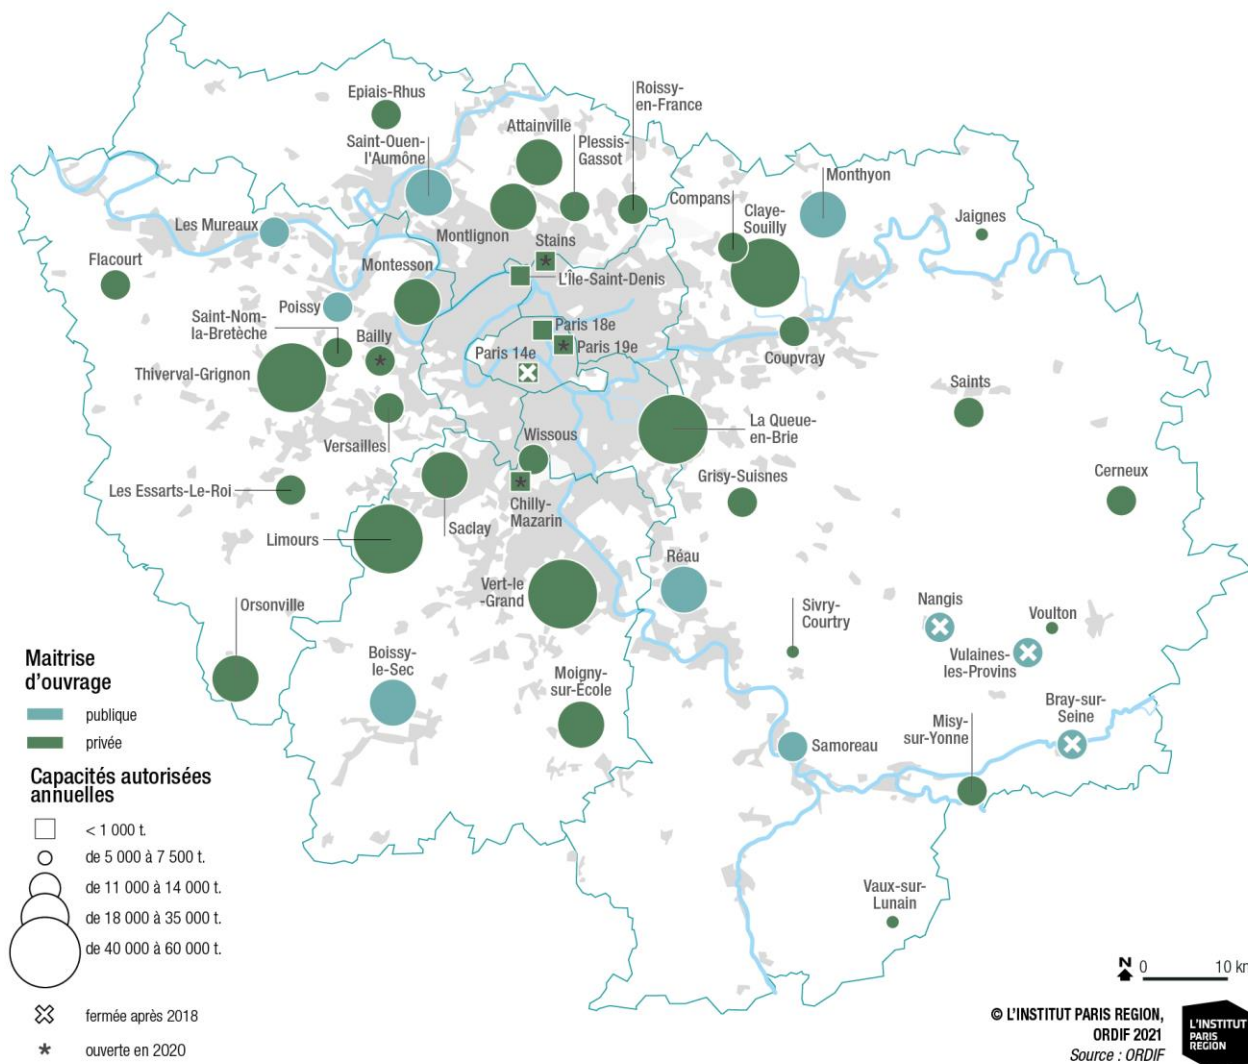 Roissy-
en-France
Epiais-Rhus
Attainville
Plessis-
Gassot
Saint-Ouen-
l'Aumône
Monthyon
Compans
Claye-
Souilly
Jaignes
Les Mureaux
Montlignon
Stains
Flacourt
Montesson
L'Île-Saint-Denis
Poissy
Saint-Nom-
la-Bretèche
Bailly
Paris 18e
Paris 19e
Paris 14e
Coupvray
Thiverval-Grignon
Saints
Versailles
La Queue-
en-Brie
Wissous
Cerneux
Grisy-Suisnes
Les Essarts-Le-Roi
Chilly-
Mazarin
Saclay
Limours
Réau
Vert-le
-Grand
Orsonville
Sivry-
Courtry
Nangis
Voulton
Vulaines-
les-Provins
Boissy-
le-Sec
Moigny-
sur-École
Bray-sur-
Seine
Misy-
sur-Yonne
Samoreau
Vaux-sur-
Lunain
Maitrise
d'ouvrage
publique
privée
Capacités autorisées
annuelles
< 1 000 t.
de 5 000 à 7 500 t.
de 11 000 à 14 000 t.
de 18 000 à 35 000 t.
de 40 000 à 60 000 t.
fermée après 2018
ouverte en 2020
N 0 10 km
© L'INSTITUT PARIS REGION,
ORDIF 2021
Source : ORDIF
L'INSTITUT
PARIS
REGION